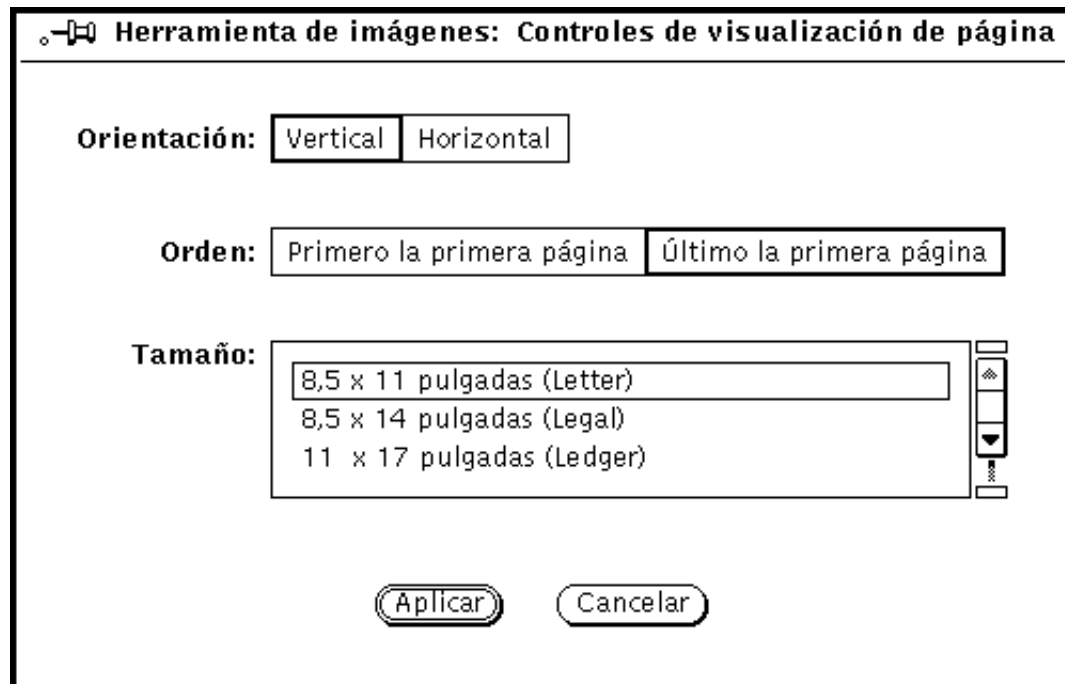 Herramienta de imágenes: Controles de visualización de página
Orientación: Vertical Horizontal
Orden: Primero la primera página Último la primera página
Tamaño:
8,5 x 11 pulgadas (Letter)
8,5 x 14 pulgadas (Legal)
11 x 17 pulgadas (Ledger)
Aplicar Cancelar